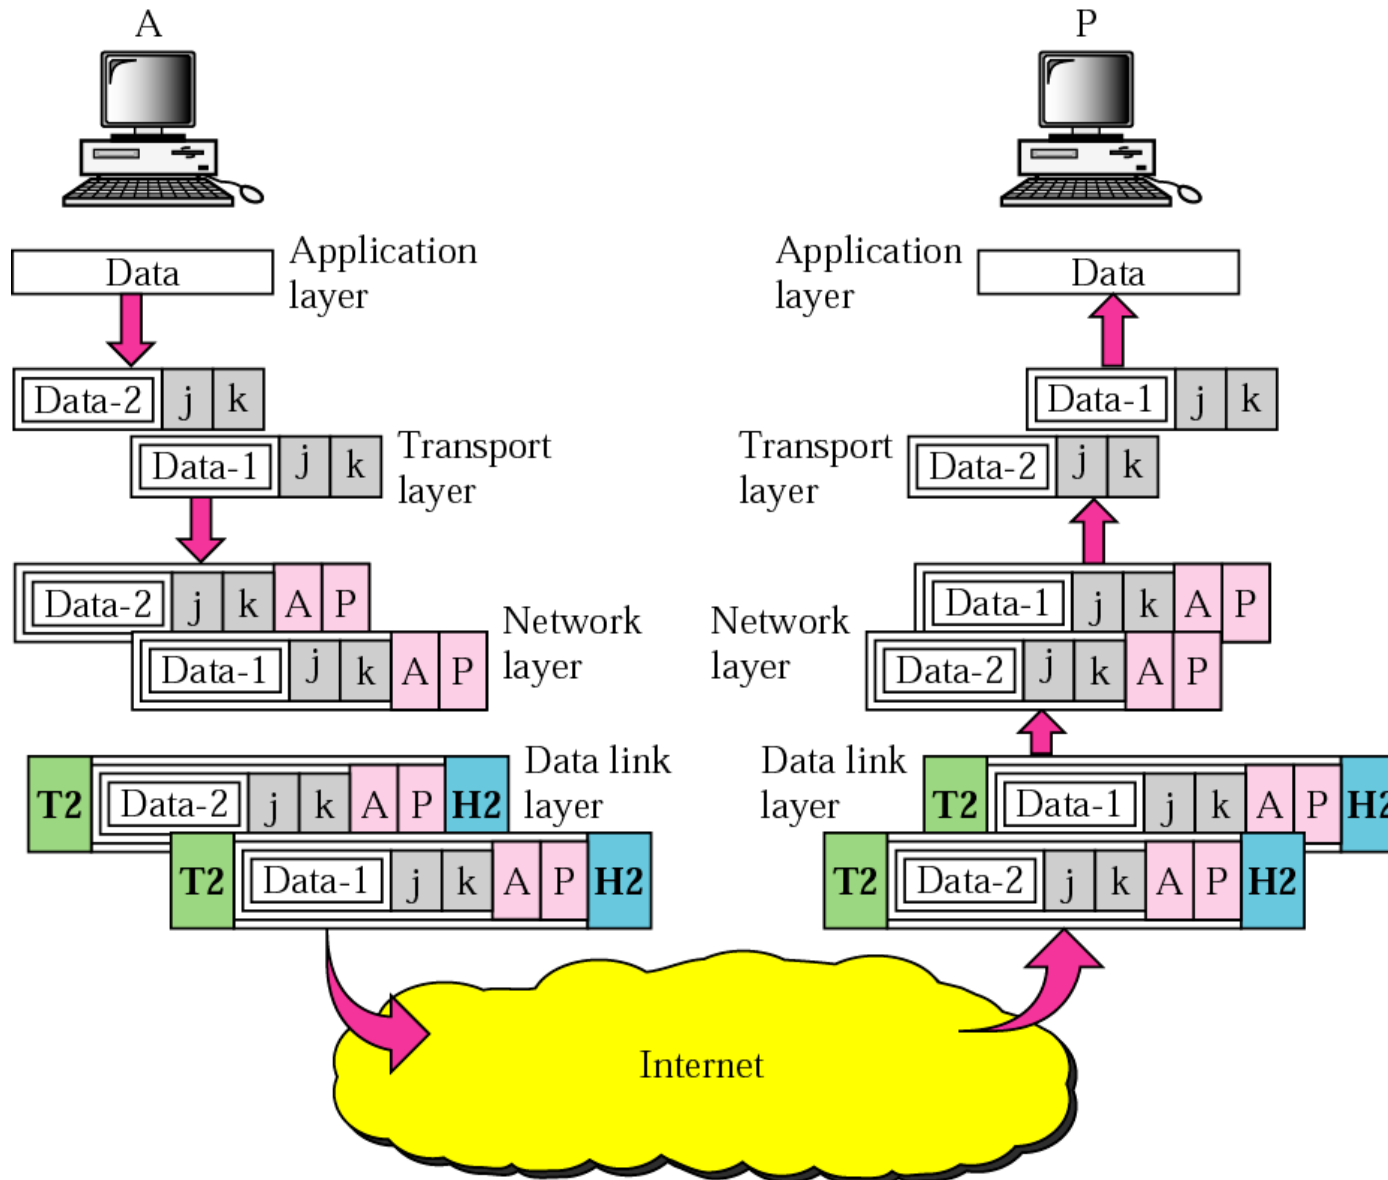 A
P
Data
Application
layer
Application
layer
Data
Data-2 j k
Data-1 j k
Transport
layer
Transport
layer
Data-1 j k
Data-2 j k
Data-2 j k A P
Data-1 j k A P
Network
layer
Network
layer
Data-1 j k A P
Data-2 j k A P
T2 Data-2 j k A P H2
T2 Data-1 j k A P H2
Data link
layer
Data link
layer
T2 Data-1 j k A P H2
T2 Data-2 j k A P H2
Internet